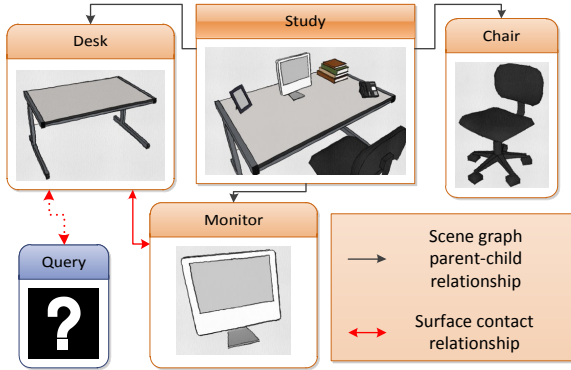 Study
Desk
Chair
Monitor
Query
?
Scene graph
parent-child
relationship
Surface contact
relationship